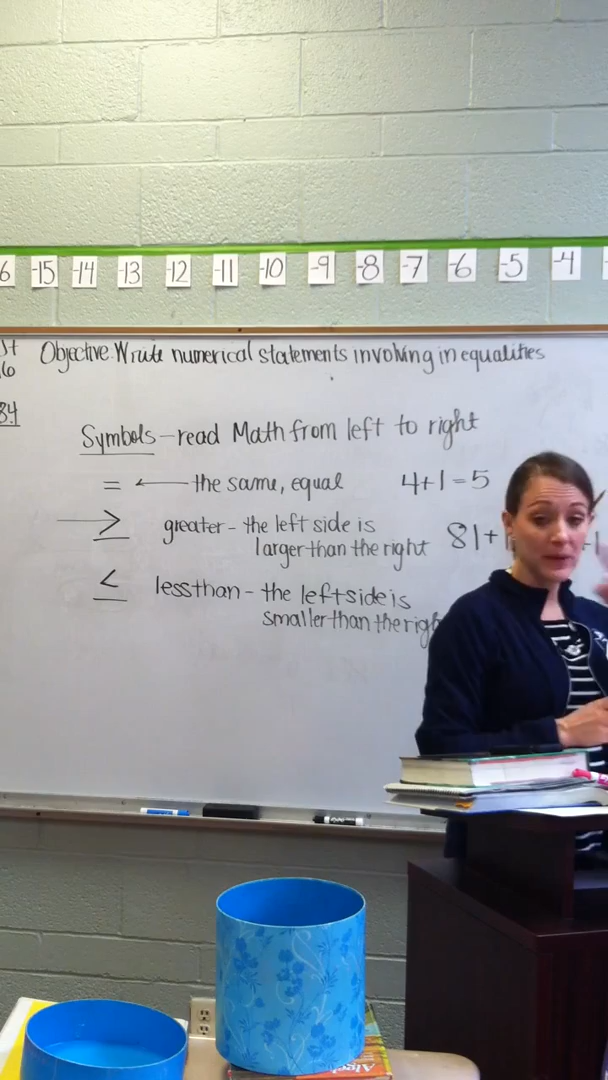 6 -15 -14 -13 -12 -11 -10 -9 -8 -7 -6 -5 -4
Objective: Write numerical statements involving inequalities
84
Symbols - read Math from left to right
= ← the same, equal 4+1=5
→ > greater - the left side is
larger than the right 81+
< less than - the left side is
smaller than the righ